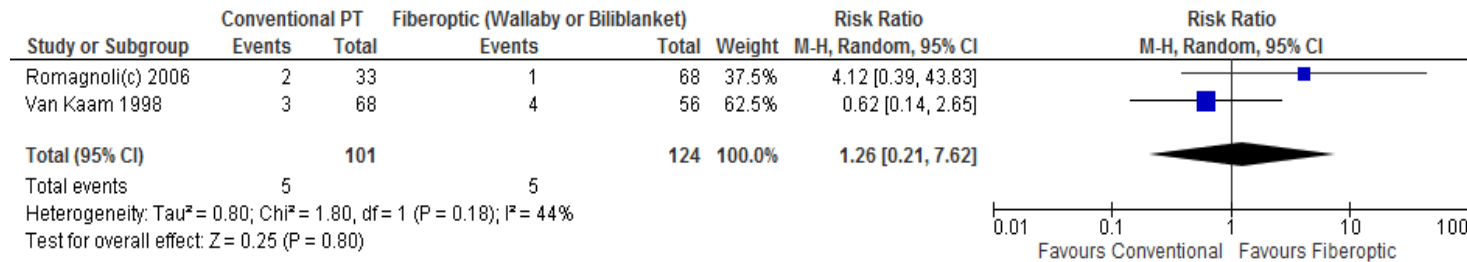 Conventional PT Fiberoptic (Wallaby or Biliblanket) Risk Ratio Risk Ratio
Study or Subgroup Events Total Events Total Weight M-H, Random, 95% CI M-H, Random, 95% CI
Romagnoli(c) 2006 2 33 1 68 37.5% 4.12 [0.39, 43.83]
Van Kaam 1998 3 68 4 56 62.5% 0.62 [0.14, 2.65]
Total (95% CI) 101 124 100.0% 1.26 [0.21, 7.62]
Total events 5 5
Heterogeneity: Tau² = 0.80; Chi² = 1.80, df = 1 (P = 0.18); I² = 44%
Test for overall effect: Z = 0.25 (P = 0.80)
0.01 0.1 1 10 100
Favours Conventional Favours Fiberoptic